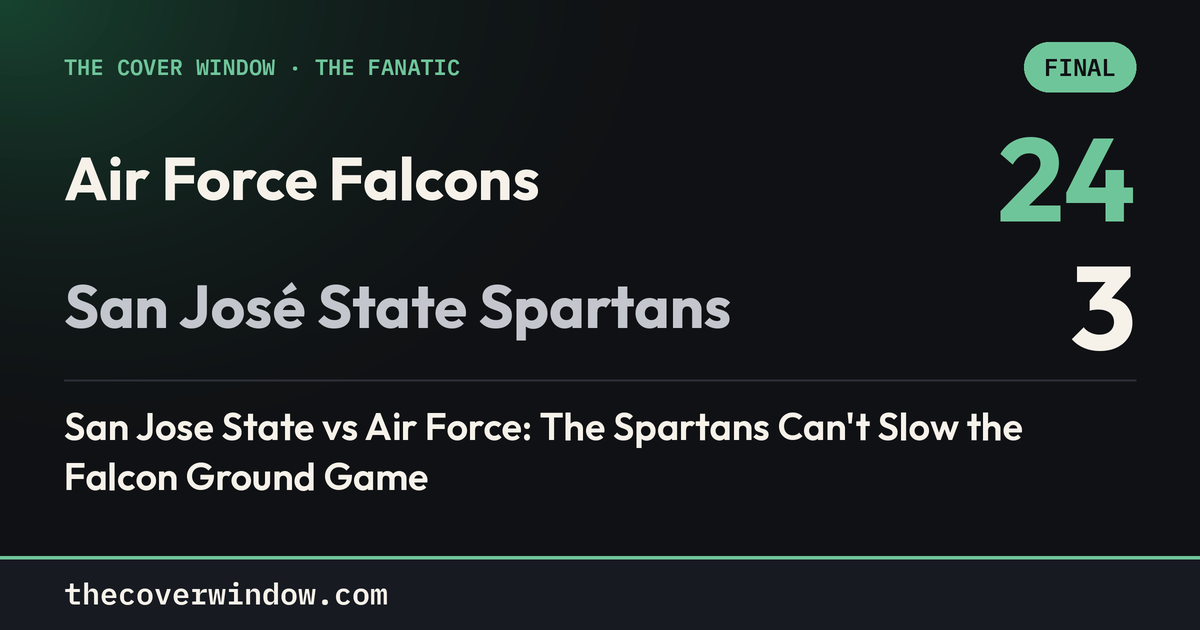 THE COVER WINDOW · THE FANATIC
FINAL
Air Force Falcons
24
San José State Spartans
3
San Jose State vs Air Force: The Spartans Can't Slow the
Falcon Ground Game
thecoverwindow.com